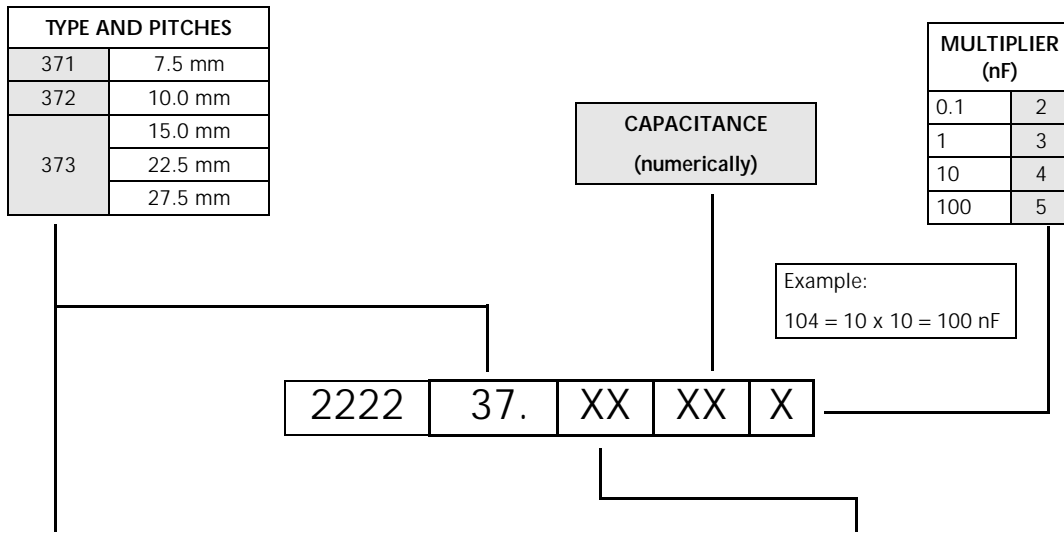 TYPE AND PITCHES
371 7.5 mm
372 10.0 mm
373 15.0 mm
22.5 mm
27.5 mm
CAPACITANCE
(numerically)
MULTIPLIER
(nF)
0.1 2
1 3
10 4
100 5
Example:
104 = 10 x 10 = 100 nF
2222 37. XX XX X